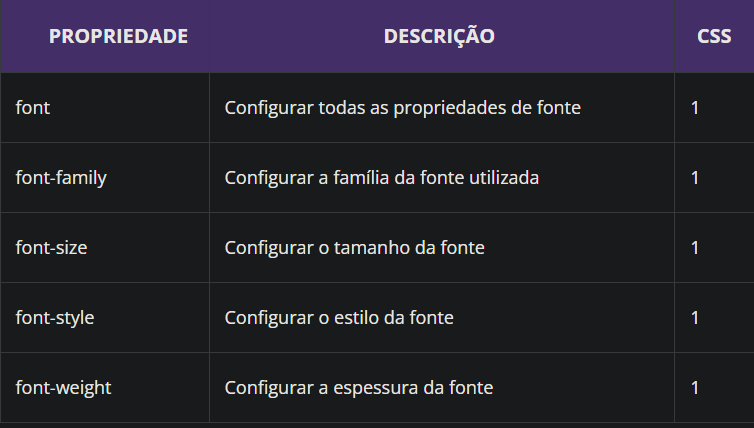 PROPRIEDADE DESCRIÇÃO CSS
font Configurar todas as propriedades de fonte 1
font-family Configurar a família da fonte utilizada 1
font-size Configurar o tamanho da fonte 1
font-style Configurar o estilo da fonte 1
font-weight Configurar a espessura da fonte 1